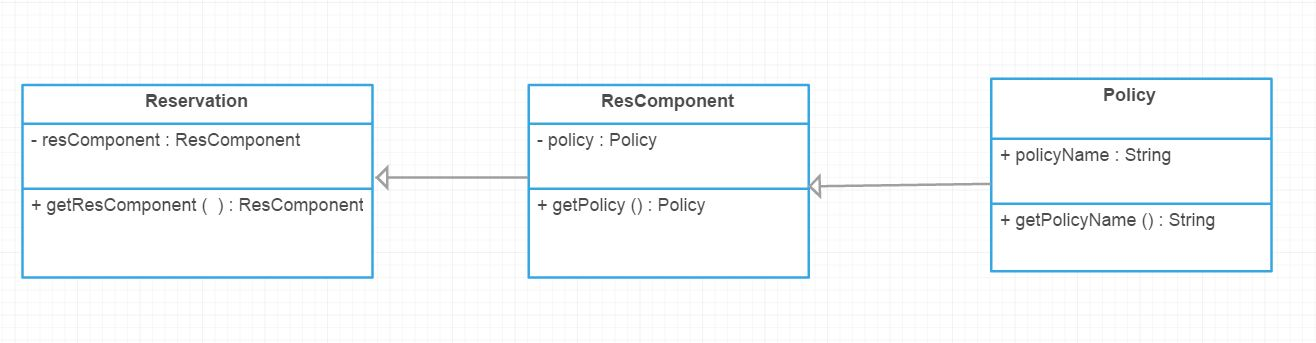 Reservation
- resComponent : ResComponent
+ getResComponent (  ) : ResComponent
ResComponent
- policy : Policy
+ getPolicy () : Policy
Policy
+ policyName : String
+ getPolicyName () : String